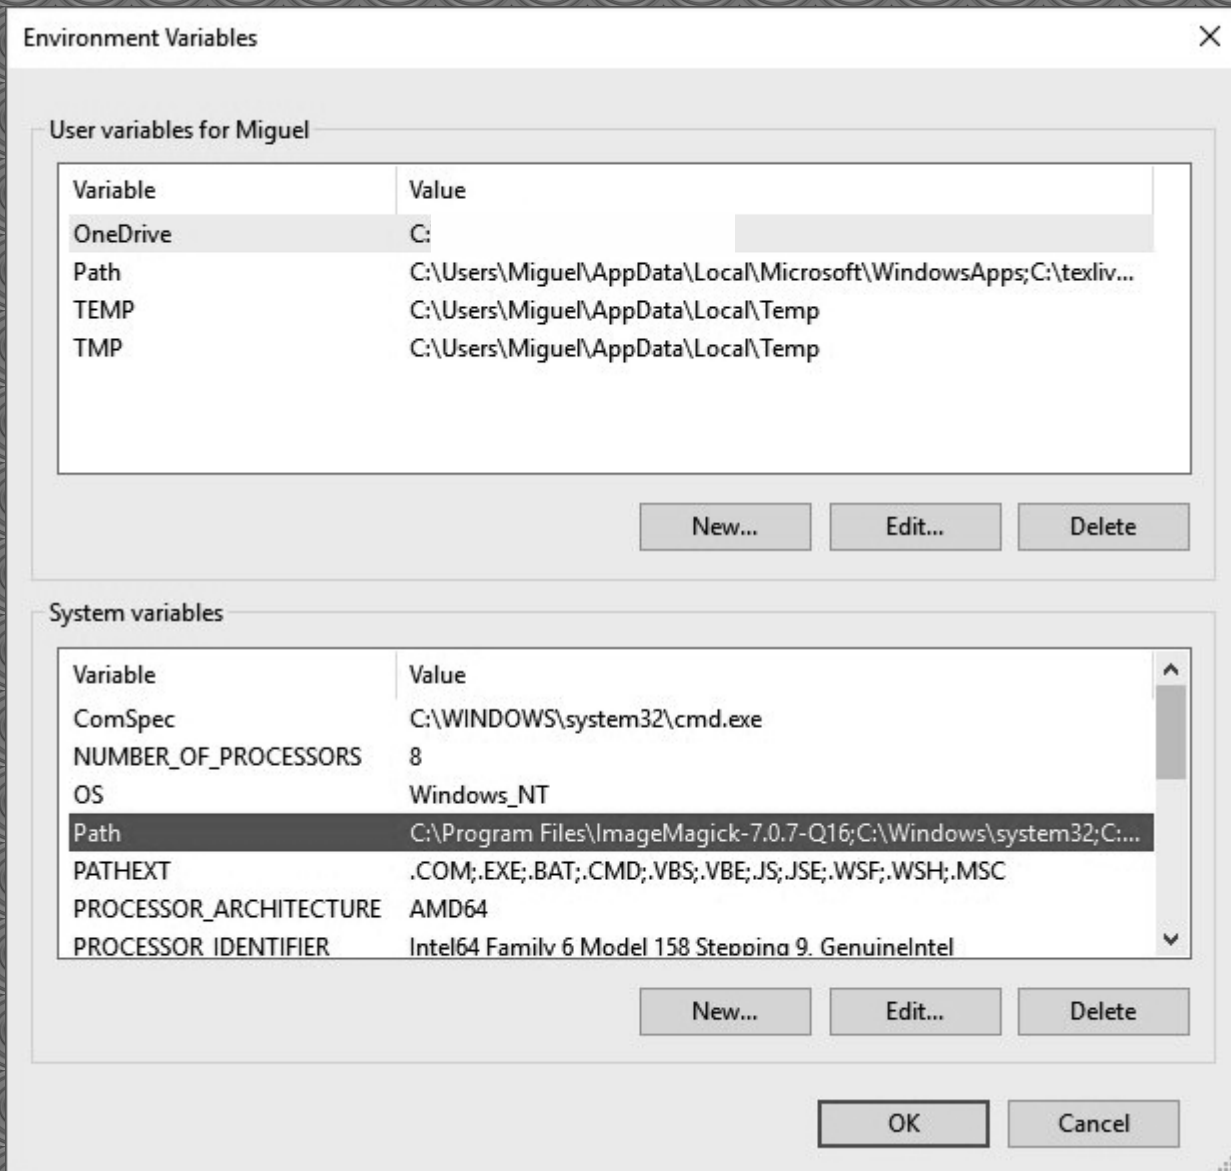 Environment Variables
User variables for Miguel
Variable Value
OneDrive C:
Path C:\Users\Miguel\AppData\Local\Microsoft\WindowsApps;C:\texliv...
TEMP C:\Users\Miguel\AppData\Local\Temp
TMP C:\Users\Miguel\AppData\Local\Temp
New... Edit... Delete
System variables
Variable Value
ComSpec C:\WINDOWS\system32\cmd.exe
NUMBER_OF_PROCESSORS 8
OS Windows_NT
Path C:\Program Files\ImageMagick-7.0.7-Q16;C:\Windows\system32;C:...
PATHEXT .COM;.EXE;.BAT;.CMD;.VBS;.VBE;.JS;.JSE;.WSF;.WSH;.MSC
PROCESSOR_ARCHITECTURE AMD64
PROCESSOR_IDENTIFIER Intel64 Family 6 Model 158 Stepping 9, GenuineIntel
New... Edit... Delete
OK Cancel